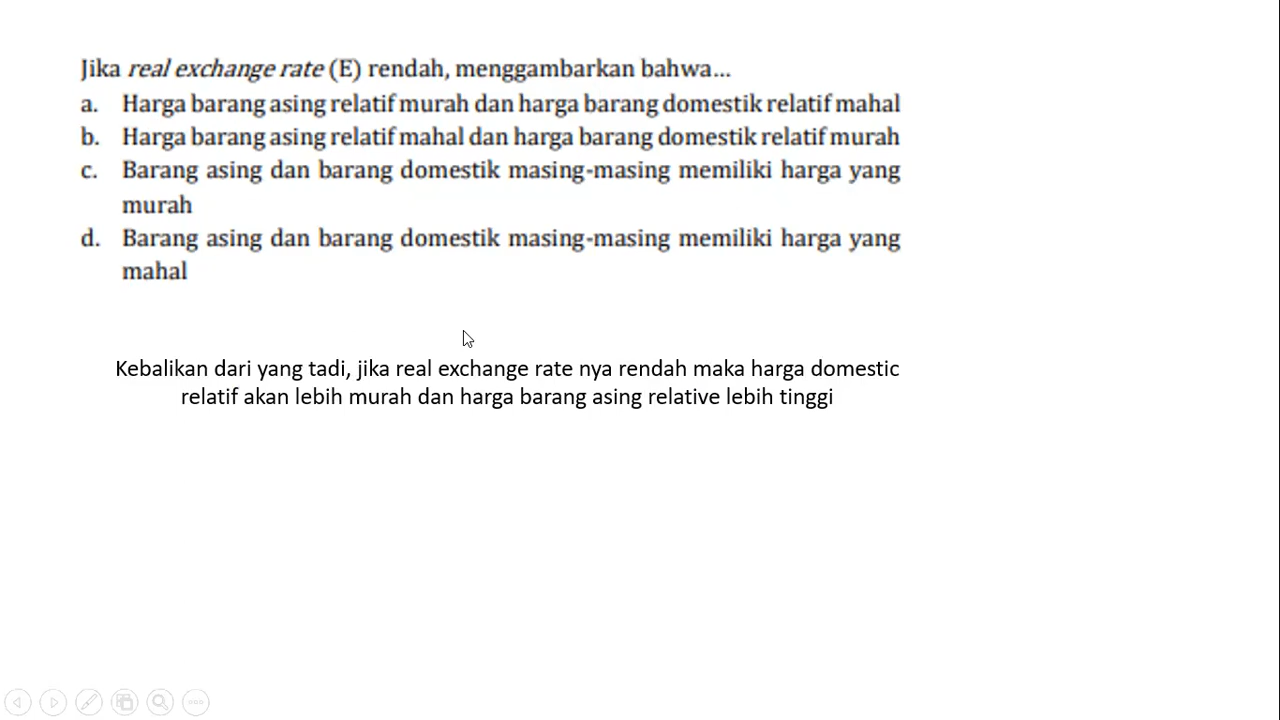 Jika real exchange rate (E) rendah, menggambarkan bahwa...
a. Harga barang asing relatif murah dan harga barang domestik relatif mahal
b. Harga barang asing relatif mahal dan harga barang domestik relatif murah
c. Barang asing dan barang domestik masing-masing memiliki harga yang
murah
d. Barang asing dan barang domestik masing-masing memiliki harga yang
mahal
Kebalikan dari yang tadi, jika real exchange rate nya rendah maka harga domestic
relatif akan lebih murah dan harga barang asing relative lebih tinggi